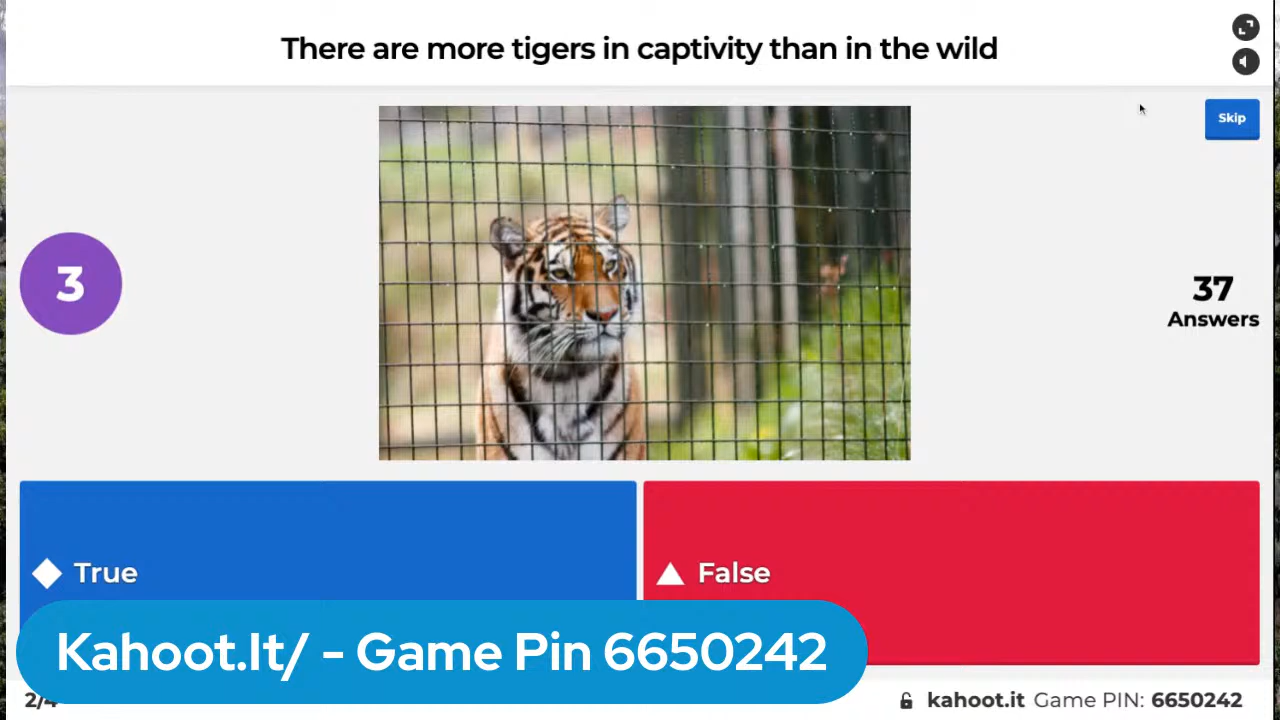 There are more tigers in captivity than in the wild
Skip
3
37
Answers
True
False
Kahoot.It/ - Game Pin 6650242
2/4
kahoot.it Game PIN: 6650242